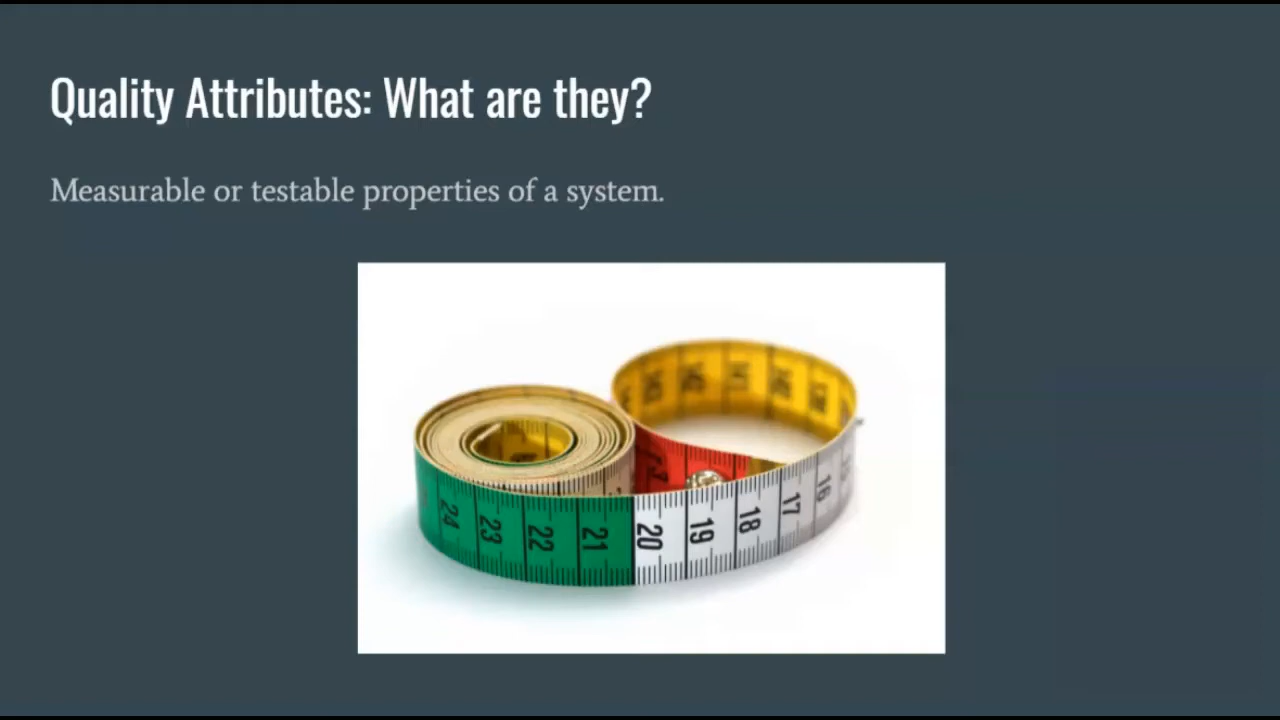 Quality Attributes: What are they?
Measurable or testable properties of a system.
24 23 22 21 20 19 18 17 16